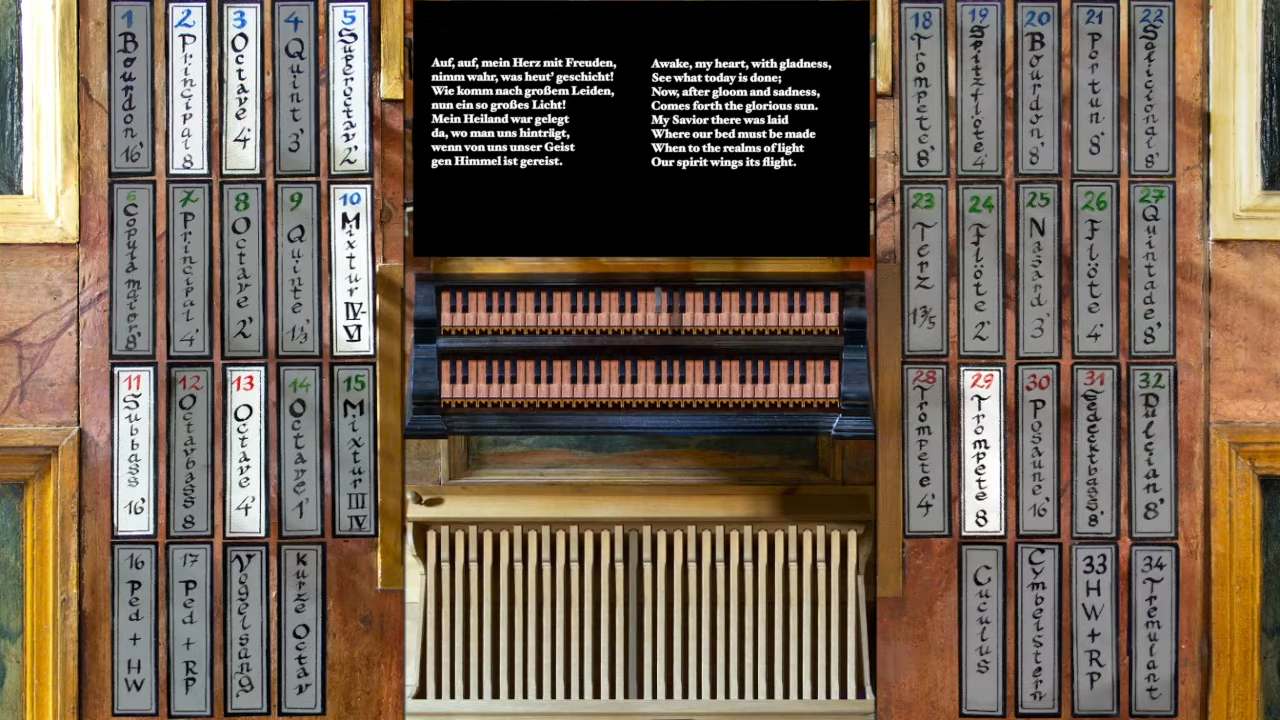 1 Bourdon 16'
2 Principal 8
3 Octave 4'
4 Quint 3'
5 Superoctav 2'
6 Copula maior 8'
7 Principal 4'
8 Octave 2'
9 Quinte 1⅓
10 Mixtur IV-VI
11 Subbass 16'
12 Octavbass 8
13 Octave 4'
14 Octave 1'
15 Mixtur III IV
16 Ped + HW
17 Ped + RP
Vogelsang
Kurze Octav
Auf, auf, mein Herz mit Freuden,
nimm wahr, was heut' geschicht!
Wie komm nach großem Leiden,
nun ein so großes Licht!
Mein Heiland war gelegt
da, wo man uns hinträgt,
wenn von uns unser Geist
gen Himmel ist gereist.
Awake, my heart, with gladness,
See what today is done;
Now, after gloom and sadness,
Comes forth the glorious sun.
My Savior there was laid
Where our bed must be made
When to the realms of light
Our spirit wings its flight.
18 Trompete 8'
19 Spitzflöte 4'
20 Bourdon 8'
21 Portun 8'
22 Salicional 8'
23 Terz 1⅗
24 Flöte 2'
25 Nasard 3'
26 Flöte 4'
27 Quintade 8'
28 Trompete 4'
29 Trompete 8
30 Posaune 16'
31 Gedecktbass 8'
32 Dulcian 8'
Cuculus
Cymbelstern
33 HW+RP
34 Tremulant